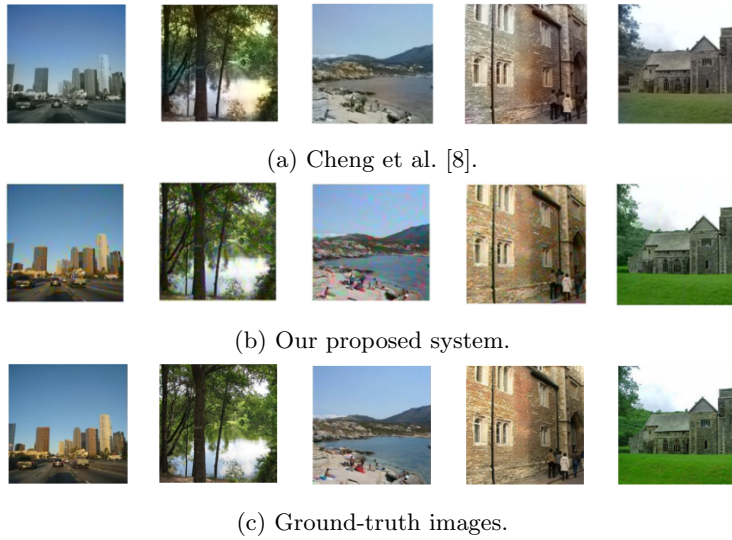 (a) Cheng et al. [8].
(b) Our proposed system.
(c) Ground-truth images.